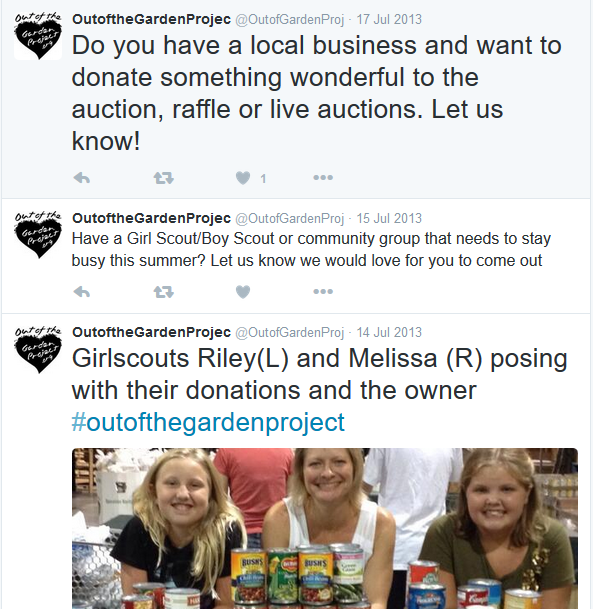 Out of the
Garden
Project
org
OutoftheGardenProjec @OutofGardenProj · 17 Jul 2013
Do you have a local business and want to
donate something wonderful to the
auction, raffle or live auctions. Let us
know!
1
Out of the
Garden
Project
org
OutoftheGardenProjec @OutofGardenProj · 15 Jul 2013
Have a Girl Scout/Boy Scout or community group that needs to stay
busy this summer? Let us know we would love for you to come out
Out of the
Garden
Project
org
OutoftheGardenProjec @OutofGardenProj · 14 Jul 2013
Girlscouts Riley(L) and Melissa (R) posing
with their donations and the owner
#outofthegardenproject
BUSH'S
Chili Beans
BUSH'S
Chili Beans